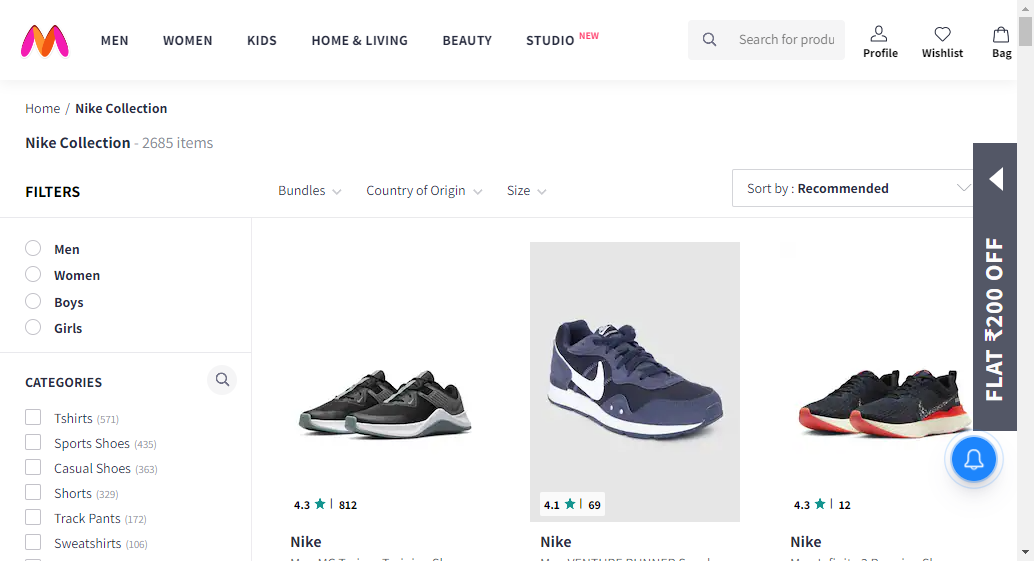 MEN WOMEN KIDS HOME & LIVING BEAUTY STUDIO NEW
Search for produ
Profile Wishlist Bag
Home / Nike Collection
Nike Collection - 2685 items
FILTERS
Bundles Country of Origin Size
Sort by : Recommended
FLAT ₹200 OFF
Men
Women
Boys
Girls
CATEGORIES
Tshirts (571)
Sports Shoes (435)
Casual Shoes (363)
Shorts (329)
Track Pants (172)
Sweatshirts (106)
4.3 ★ | 812
4.1 ★ | 69
4.3 ★ | 12
Nike
Nike
Nike